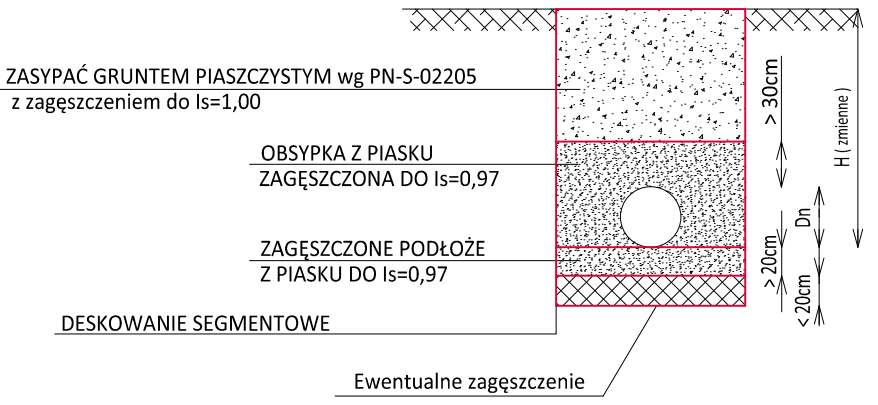 ZASYPAĆ GRUNTEM PIASZCZYSTYM wg PN-S-02205
z zagęszczeniem do Is=1,00
OBSYPKA Z PIASKU
ZAGĘSZCZONA DO Is=0,97
ZAGĘSZCZONE PODŁOŻE
Z PIASKU DO Is=0,97
DESKOWANIE SEGMENTOWE
Ewentualne zagęszczenie
> 30cm
H ( zmienne )
Dn
> 20cm
< 20cm